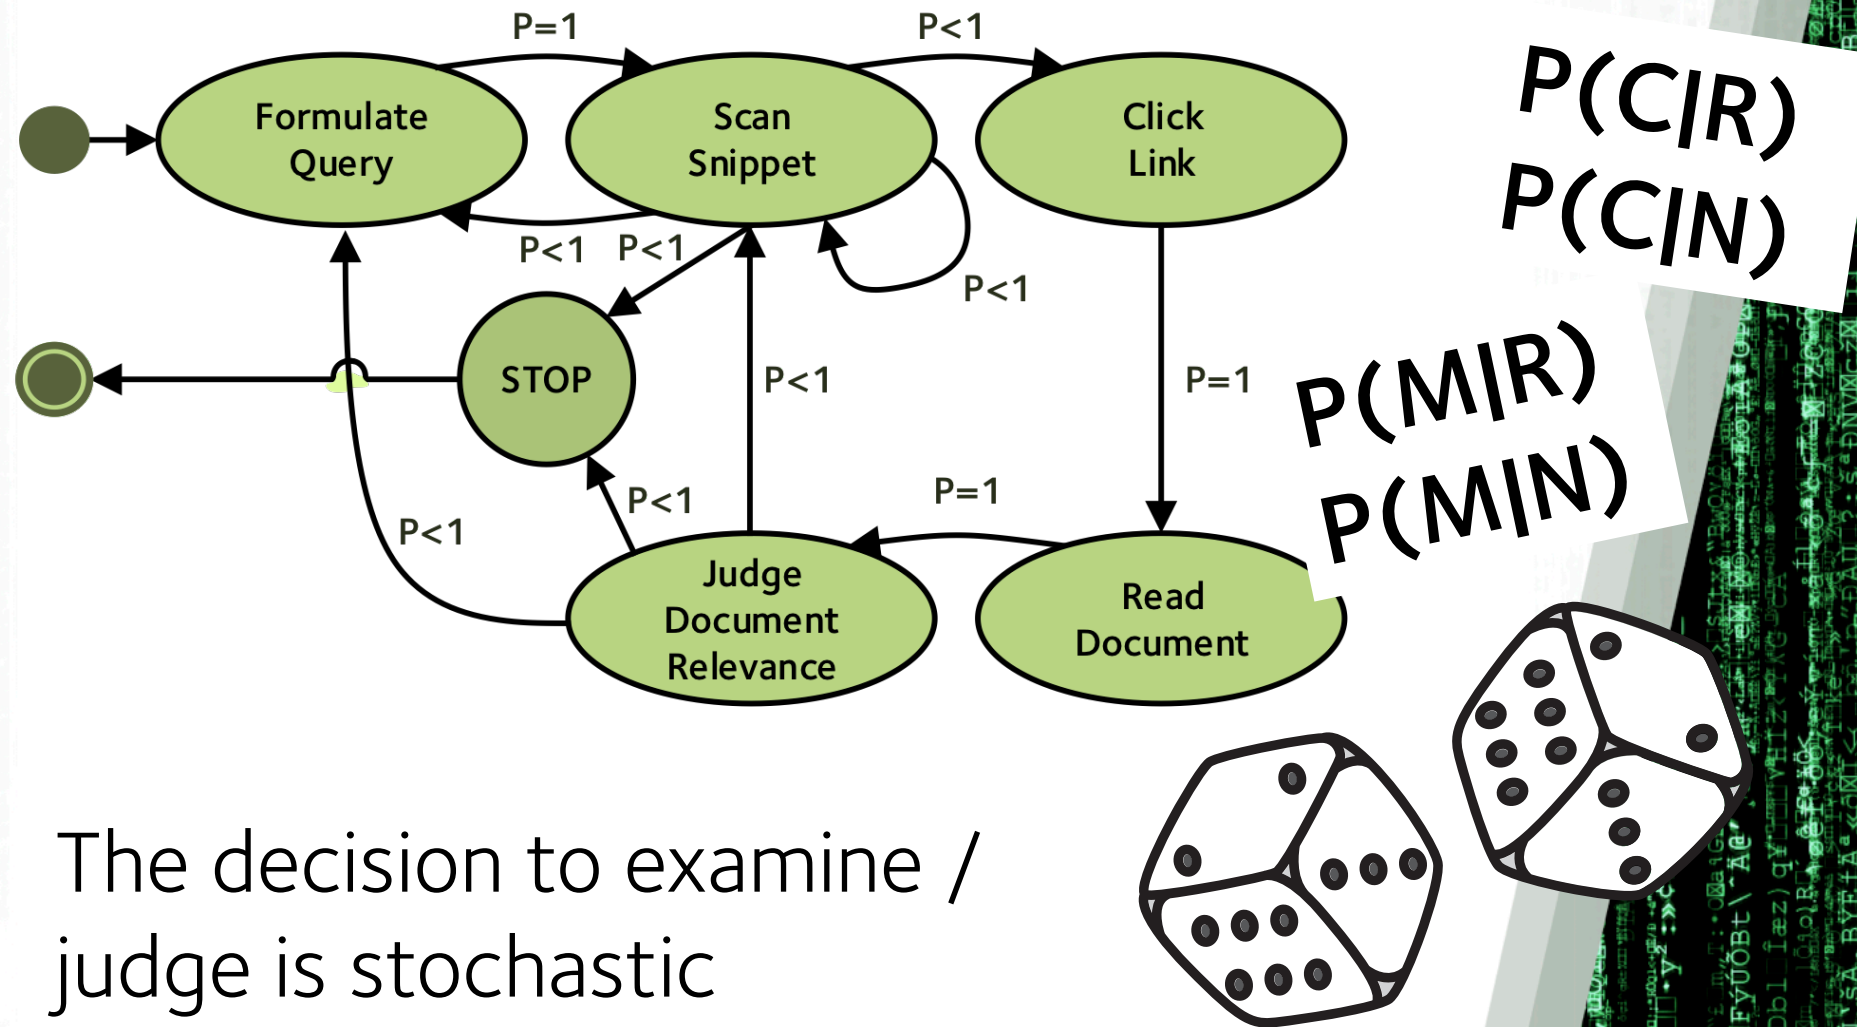 P=1
P<1
Formulate
Query
Scan
Snippet
Click
Link
P<1
P<1
P<1
STOP
P<1
P=1
P<1
P<1
P=1
Judge
Document
Relevance
Read
Document
P(C|R)
P(C|N)
P(M|R)
P(M|N)
The decision to examine /
judge is stochastic